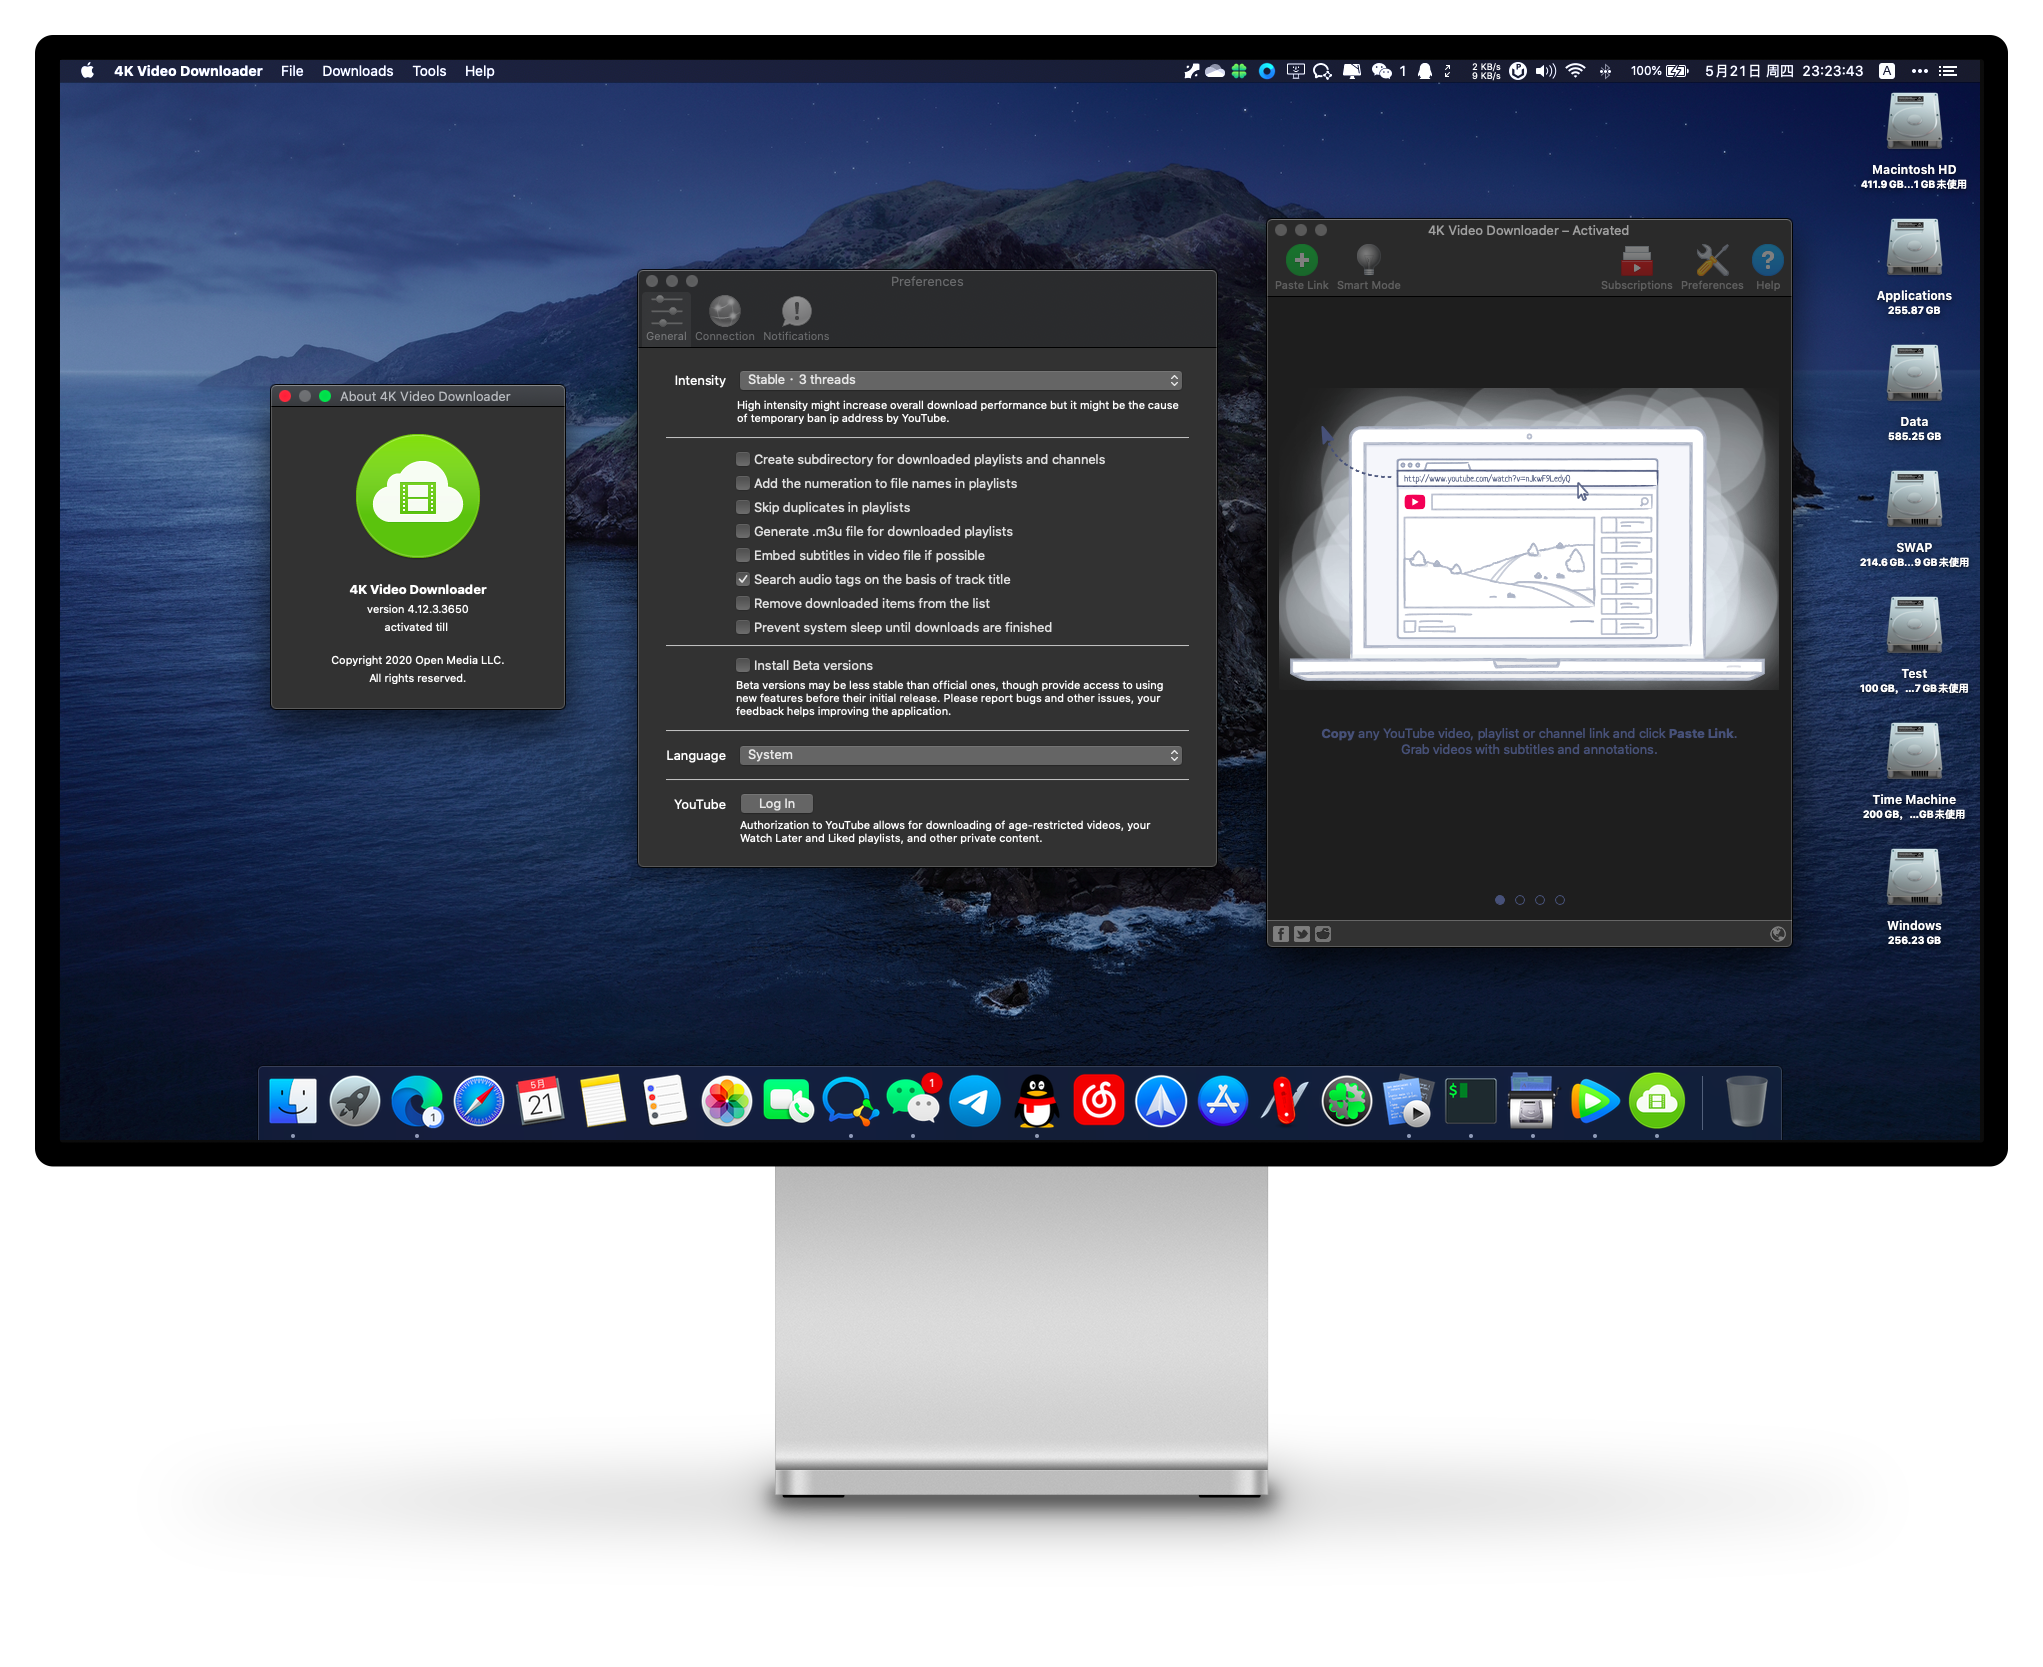 4K Video Downloader File Downloads Tools Help
1 2 KB/s 9 KB/s 100% 5月21日 周四 23:23:43 A
Macintosh HD
411.9 GB...1 GB未使用
Applications
255.87 GB
Data
585.25 GB
SWAP
214.6 GB...9 GB未使用
Test
100 GB，...7 GB未使用
Time Machine
200 GB，...GB未使用
Windows
256.23 GB
About 4K Video Downloader
4K Video Downloader
version 4.12.3.3650
activated till
Copyright 2020 Open Media LLC.
All rights reserved.
Preferences
General Connection Notifications
Intensity Stable · 3 threads
High intensity might increase overall download performance but it might be the cause
of temporary ban ip address by YouTube.
Create subdirectory for downloaded playlists and channels
Add the numeration to file names in playlists
Skip duplicates in playlists
Generate .m3u file for downloaded playlists
Embed subtitles in video file if possible
Search audio tags on the basis of track title
Remove downloaded items from the list
Prevent system sleep until downloads are finished
Install Beta versions
Beta versions may be less stable than official ones, though provide access to using
new features before their initial release. Please report bugs and other issues, your
feedback helps improving the application.
Language System
YouTube Log In
Authorization to YouTube allows for downloading of age-restricted videos, your
Watch Later and Liked playlists, and other private content.
4K Video Downloader – Activated
Paste Link Smart Mode Subscriptions Preferences Help
http://www.youtube.com/watch?v=nJkwF9LedyQ
Copy any YouTube video, playlist or channel link and click Paste Link.
Grab videos with subtitles and annotations.
1
5月
21
1
$